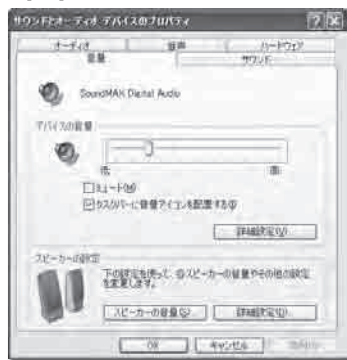 サウンドとオーディオ デバイスのプロパティ
オーディオ 音声 ハードウェア
音量 サウンド
SoundMAX Digital Audio
デバイスの音量
低 高
ミュート(M)
タスクバーに音量アイコンを配置する(I)
詳細設定(V)
スピーカーの設定
下の設定を使って、各スピーカーの音量やその他の設定
を変更します。
スピーカーの音量(S) 詳細設定(D)
OK キャンセル